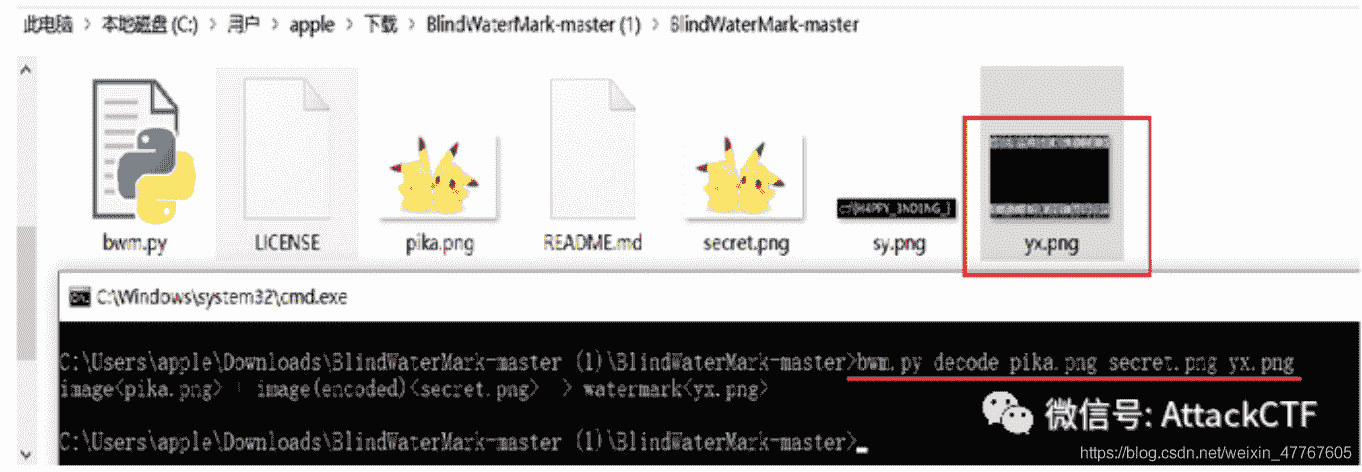 此电脑 > 本地磁盘 (C:) > 用户 > apple > 下载 > BlindWaterMark-master (1) > BlindWaterMark-master
bwm.py LICENSE pika.png README.md secret.png sy.png yx.png
C:\Windows\system32\cmd.exe
C:\Users\apple\Downloads\BlindWaterMark-master (1)\BlindWaterMark-master>bwm.py decode pika.png secret.png yx.png
image<pika.png> + image(encoded)<secret.png> > watermark<yx.png>
微信号: AttackCTF
C:\Users\apple\Downloads\BlindWaterMark-master (1)\BlindWaterMark-master>
https://blog.csdn.net/weixin_47767605